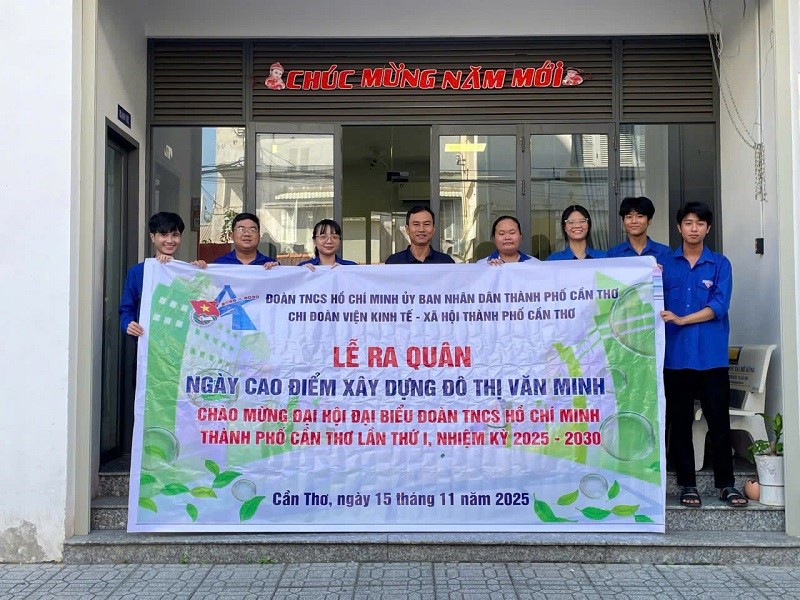 CHÚC MỪNG NĂM MỚI
ĐOÀN TNCS HỒ CHÍ MINH ỦY BAN NHÂN DÂN THÀNH PHỐ CẦN THƠ
CHI ĐOÀN VIỆN KINH TẾ - XÃ HỘI THÀNH PHỐ CẦN THƠ
LỄ RA QUÂN
NGÀY CAO ĐIỂM XÂY DỰNG ĐÔ THỊ VĂN MINH
CHÀO MỪNG ĐẠI HỘI ĐẠI BIỂU ĐOÀN TNCS HỒ CHÍ MINH
THÀNH PHỐ CẦN THƠ LẦN THỨ I, NHIỆM KỲ 2025 - 2030
Cần Thơ, ngày 15 tháng 11 năm 2025